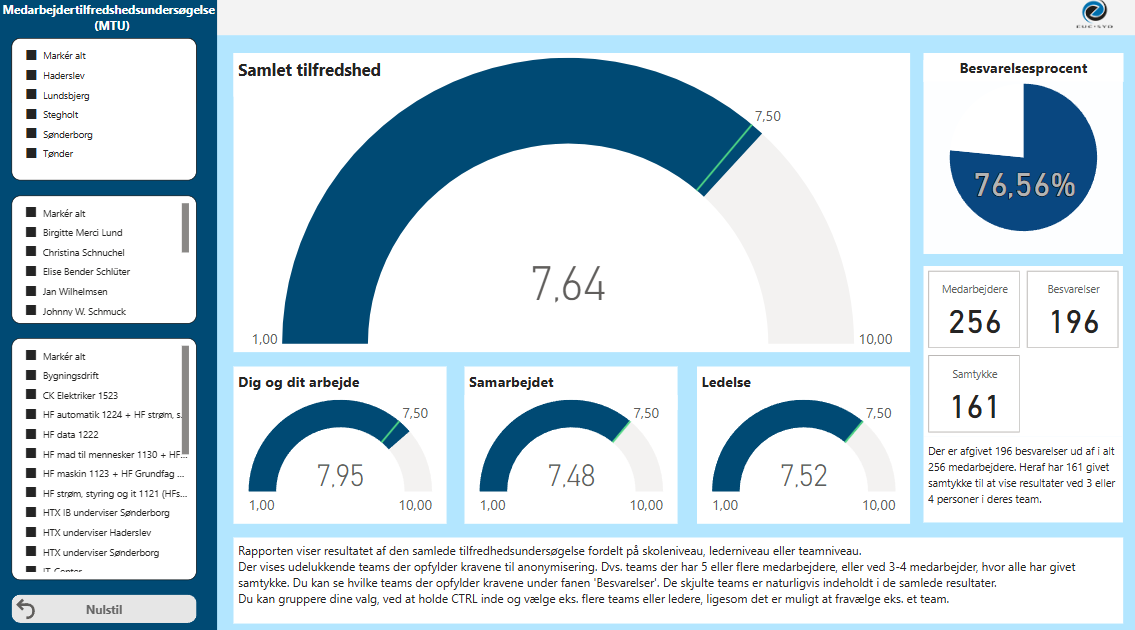 Medarbejdertilfredshedsundersøgelse
(MTU)
Markér alt
Haderslev
Lundsbjerg
Stegholt
Sønderborg
Tønder
Markér alt
Birgitte Merci Lund
Christina Schnuchel
Elise Bender Schlüter
Jan Wilhelmsen
Johnny W. Schmuck
Markér alt
Bygningsdrift
CK Elektriker 1523
HF automatik 1224 + HF strøm, s...
HF data 1222
HF mad til mennesker 1130 + HF...
HF maskin 1123 + HF Grundfag ...
HF strøm, styring og it 1121 (HFs...
HTX IB underviser Sønderborg
HTX underviser Haderslev
HTX underviser Sønderborg
IT-Center
Nulstil
EUC·SYD
Samlet tilfredshed
7,50
7,64
1,00
10,00
Dig og dit arbejde
7,50
7,95
1,00
10,00
Samarbejdet
7,50
7,48
1,00
10,00
Ledelse
7,50
7,52
1,00
10,00
Besvarelsesprocent
76,56%
Medarbejdere
256
Besvarelser
196
Samtykke
161
Der er afgivet 196 besvarelser ud af i alt
256 medarbejdere. Heraf har 161 givet
samtykke til at vise resultater ved 3 eller
4 personer i deres team.
Rapporten viser resultatet af den samlede tilfredhedsundersøgelse fordelt på skoleniveau, lederniveau eller teamniveau.
Der vises udelukkende teams der opfylder kravene til anonymisering. Dvs. teams der har 5 eller flere medarbejdere, eller ved 3-4 medarbejder, hvor alle har givet
samtykke. Du kan se hvilke teams der opfylder kravene under fanen 'Besvarelser'. De skjulte teams er naturligvis indeholdt i de samlede resultater.
Du kan gruppere dine valg, ved at holde CTRL inde og vælge eks. flere teams eller ledere, ligesom det er muligt at fravælge eks. et team.